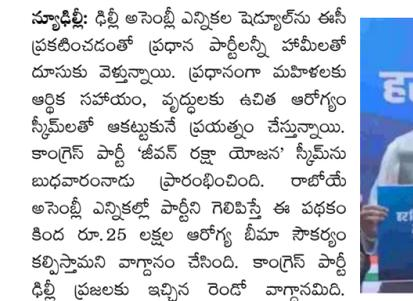 న్యూఢిల్లీ: ఢిల్లీ అసెంబ్లీ ఎన్నికల షెడ్యూల్‌ను ఈసీ
ప్రకటించడంతో ప్రధాన పార్టీలన్నీ హామీలతో
దూసుకు వెళ్తున్నాయి. ప్రధానంగా మహిళలకు
ఆర్థిక సహాయం, వృద్ధులకు ఉచిత ఆరోగ్యం
స్కీమ్‌లతో ఆకట్టుకునే ప్రయత్నం చేస్తున్నాయి.
కాంగ్రెస్ పార్టీ 'జీవన్ రక్షా యోజన' స్కీమ్‌ను
బుధవారంనాడు ప్రారంభించింది. రాబోయే
అసెంబ్లీ ఎన్నికల్లో పార్టీని గెలిపిస్తే ఈ పథకం
కింద రూ.25 లక్షల ఆరోగ్య బీమా సౌకర్యం
కల్పిస్తామని వాగ్దానం చేసింది. కాంగ్రెస్ పార్టీ
ఢిల్లీ ప్రజలకు ఇచ్చిన రెండో వాగ్దానమిది.